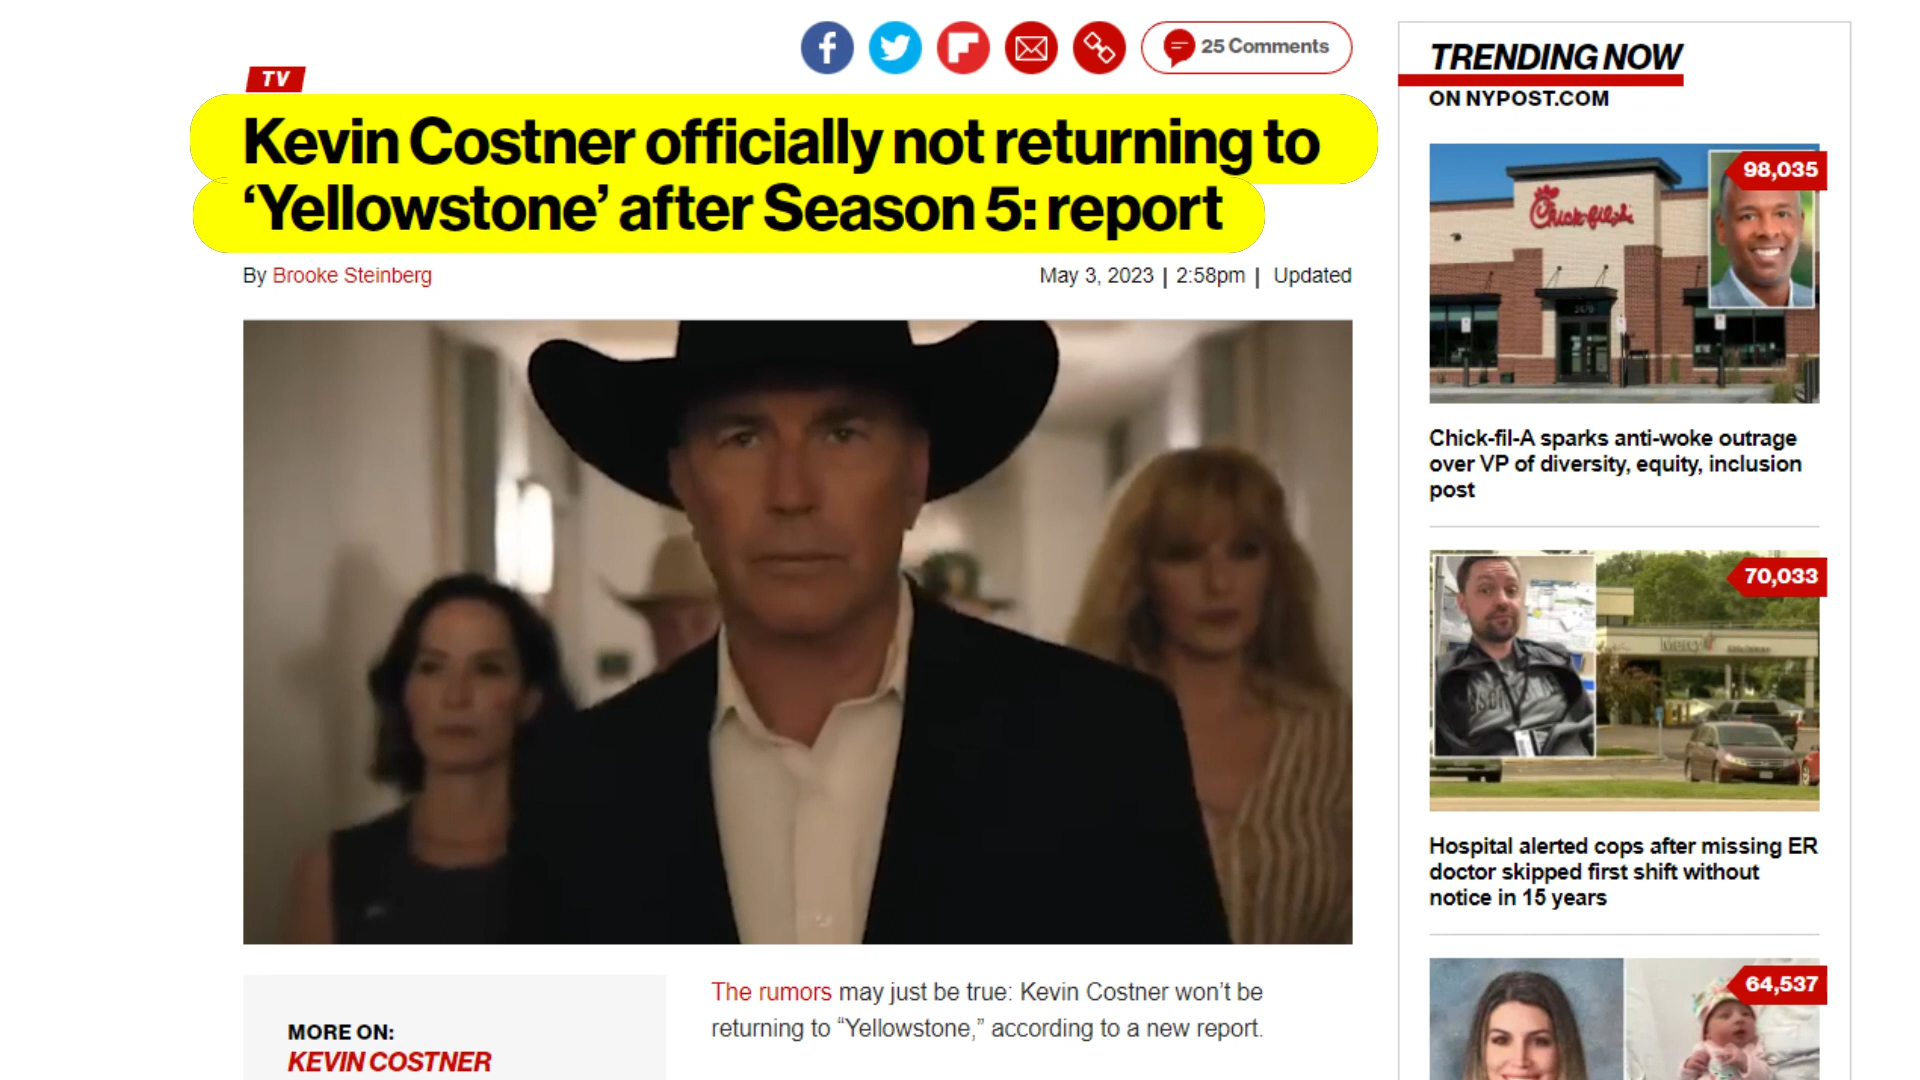 25 Comments
TV
Kevin Costner officially not returning to
‘Yellowstone’ after Season 5: report
By Brooke Steinberg
May 3, 2023 | 2:58pm | Updated
The rumors may just be true: Kevin Costner won’t be
returning to “Yellowstone,” according to a new report.
MORE ON:
KEVIN COSTNER
TRENDING NOW
ON NYPOST.COM
98,035
Chick-fil-A
Chick-fil-A sparks anti-woke outrage
over VP of diversity, equity, inclusion
post
70,033
Mercy
Hospital alerted cops after missing ER
doctor skipped first shift without
notice in 15 years
64,537